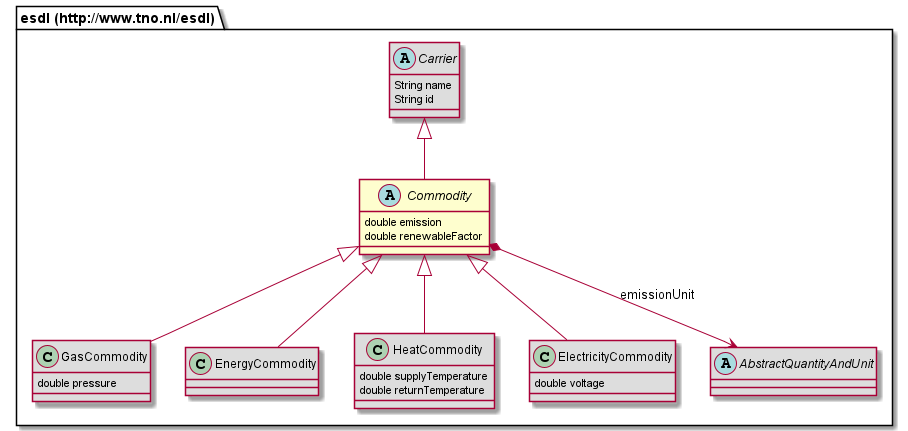 esdl (http://www.tno.nl/esdl)
A Carrier
String name
String id
A Commodity
double emission
double renewableFactor
emissionUnit
C GasCommodity
double pressure
C EnergyCommodity
C HeatCommodity
double supplyTemperature
double returnTemperature
C ElectricityCommodity
double voltage
A AbstractQuantityAndUnit